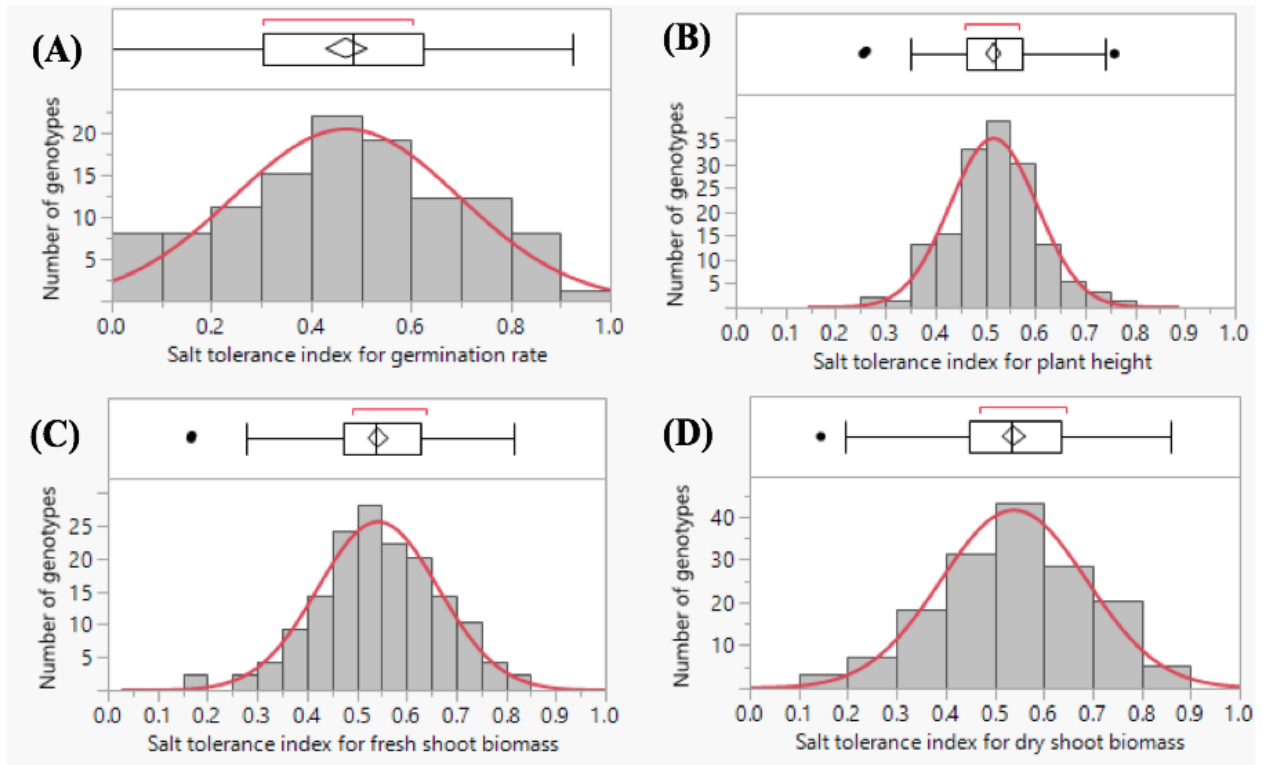 (A)
Number of genotypes
20
15
10
5
0.0 0.2 0.4 0.6 0.8 1.0
Salt tolerance index for germination rate
(B)
Number of genotypes
35
30
25
20
15
10
5
0.0 0.1 0.2 0.3 0.4 0.5 0.6 0.7 0.8 0.9 1.0
Salt tolerance index for plant height
(C)
Number of genotypes
25
20
15
10
5
0.0 0.1 0.2 0.3 0.4 0.5 0.6 0.7 0.8 0.9 1.0
Salt tolerance index for fresh shoot biomass
(D)
Number of genotypes
40
30
20
10
0.0 0.1 0.2 0.3 0.4 0.5 0.6 0.7 0.8 0.9 1.0
Salt tolerance index for dry shoot biomass